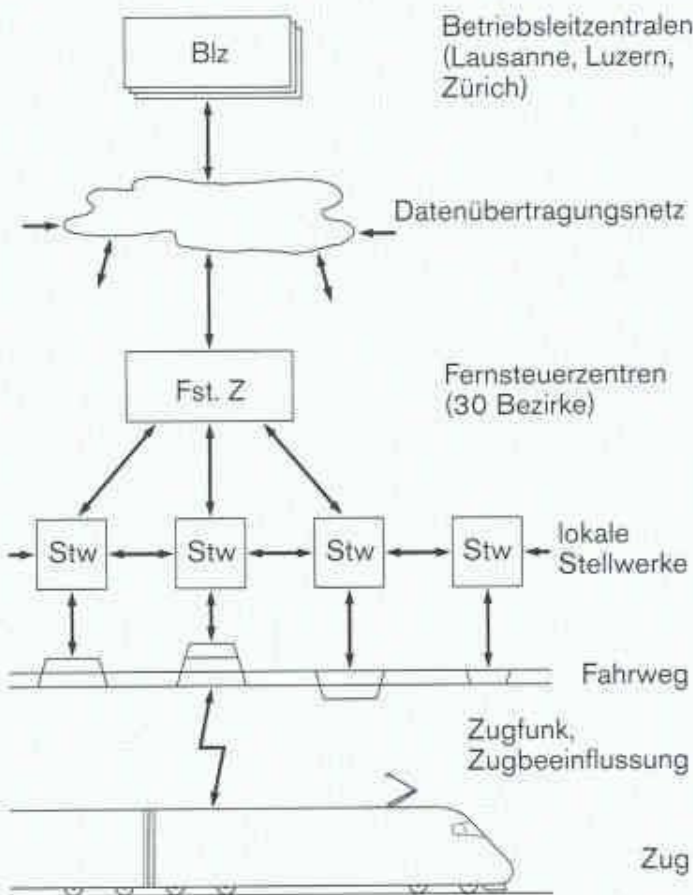 Blz
Betriebsleitzentralen
(Lausanne, Luzern,
Zürich)
Datenübertragungsnetz
Fst. Z
Fernsteuerzentren
(30 Bezirke)
Stw
Stw
Stw
Stw
lokale
Stellwerke
Fahrweg
Zugfunk,
Zugbeeinflussung
Zug